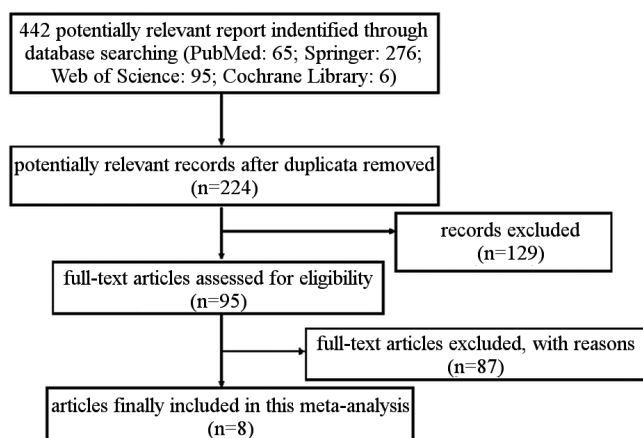 442 potentially relevant report indentified through
database searching (PubMed: 65; Springer: 276;
Web of Science: 95; Cochrane Library: 6)
potentially relevant records after duplicata removed
(n=224)
records excluded
(n=129)
full-text articles assessed for eligibility
(n=95)
full-text articles excluded, with reasons
(n=87)
articles finally included in this meta-analysis
(n=8)